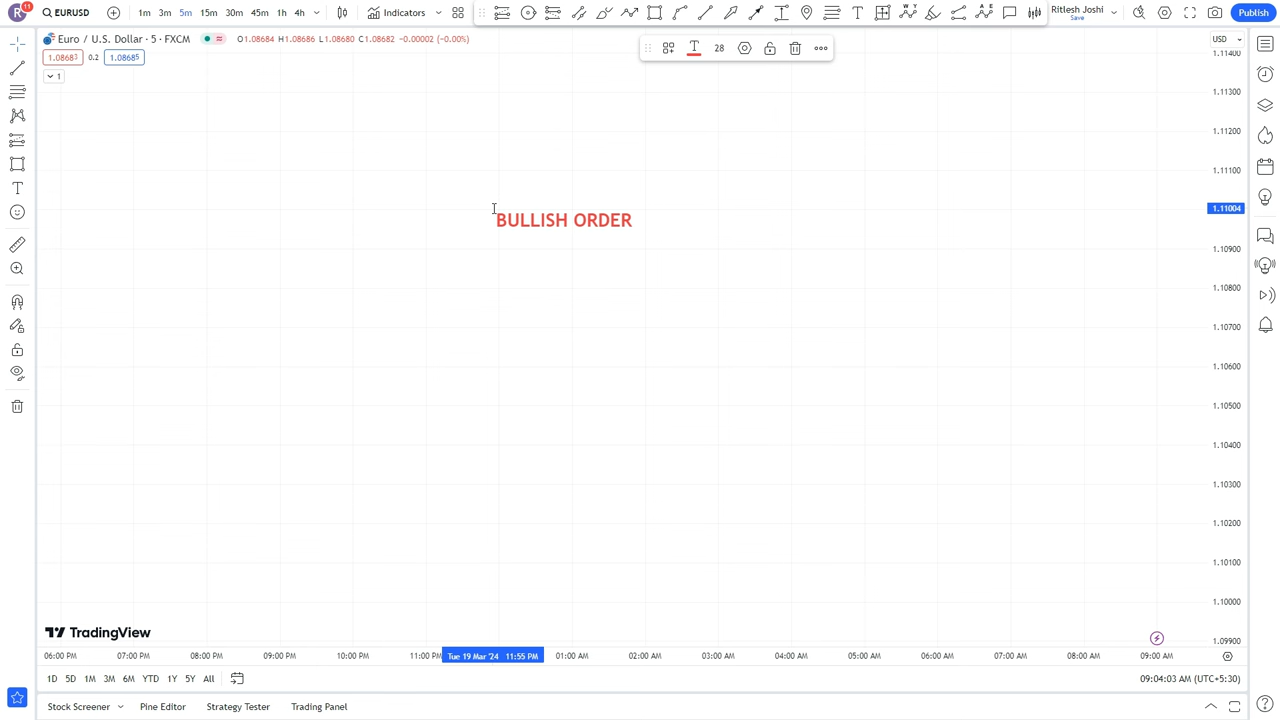 R 11 EURUSD 1m 3m 5m 15m 30m 45m 1h 4h Indicators Rittesh Joshi Save Publish
Euro / U.S. Dollar · 5 · FXCM O1.08684 H1.08686 L1.08680 C1.08682 −0.00002 (−0.00%)
USD
28
1.08683 0.2 1.08685
1
1.11400
1.11300
1.11200
1.11100
1.11004
BULLISH ORDER
1.10900
1.10800
1.10700
1.10600
1.10500
1.10400
1.10300
1.10200
1.10100
1.10000
1.09900
TradingView
06:00 PM 07:00 PM 08:00 PM 09:00 PM 10:00 PM 11:00 PM Tue 19 Mar '24 11:55 PM 01:00 AM 02:00 AM 03:00 AM 04:00 AM 05:00 AM 06:00 AM 07:00 AM 08:00 AM 09:00 AM
1D 5D 1M 3M 6M YTD 1Y 5Y All 09:04:03 AM (UTC+5:30)
Stock Screener Pine Editor Strategy Tester Trading Panel